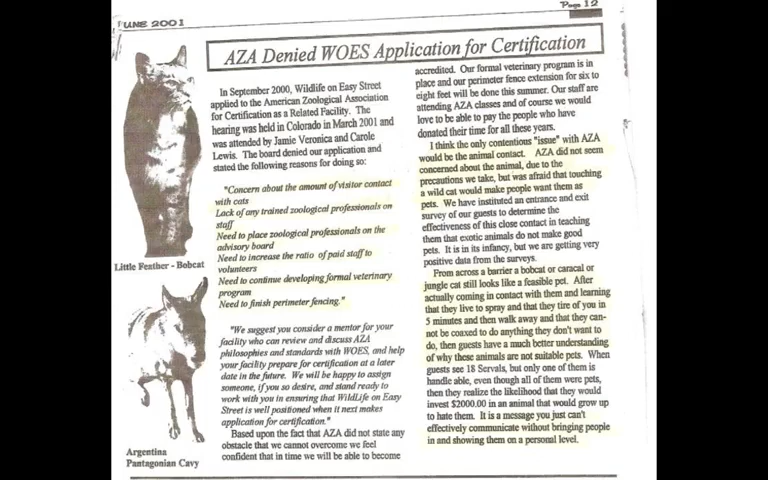 JUNE 2001
Page 12
AZA Denied WOES Application for Certification
In September 2000, Wildlife on Easy Street
applied to the American Zoological Association
for Certification as a Related Facility. The
hearing was held in Colorado in March 2001 and
was attended by Jamie Veronica and Carole
Lewis. The board denied our application and
stated the following reasons for doing so:
"Concern about the amount of visitor contact
with cats
Lack of any trained zoological professionals on
staff
Need to place zoological professionals on the
advisory board
Need to increase the ratio of paid staff to
volunteers
Need to continue developing formal veterinary
program
Need to finish perimeter fencing."
"We suggest you consider a mentor for your
facility who can review and discuss AZA
philosophies and standards with WOES, and help
your facility prepare for certification at a later
date in the future. We will be happy to assign
someone, if you so desire, and stand ready to
work with you in ensuring that WildLife on Easy
Street is well positioned when it next makes
application for certification."
Based upon the fact that AZA did not state any
obstacle that we cannot overcome we feel
confident that in time we will be able to become
Little Feather - Bobcat
Argentina
Pantagonian Cavy
accredited. Our formal veterinary program is in
place and our perimeter fence extension for six to
eight feet will be done this summer. Our staff are
attending AZA classes and of course we would
love to be able to pay the people who have
donated their time for all these years.
I think the only contentious "issue" with AZA
would be the animal contact. AZA did not seem
concerned about the animal, due to the
precautions we take, but was afraid that touching
a wild cat would make people want them as
pets. We have instituted an entrance and exit
survey of our guests to determine the
effectiveness of this close contact in teaching
them that exotic animals do not make good
pets. It is in its infancy, but we are getting very
positive data from the surveys.
From across a barrier a bobcat or caracal or
jungle cat still looks like a feasible pet. After
actually coming in contact with them and learning
that they live to spray and that they tire of you in
5 minutes and then walk away and that they can-
not be coaxed to do anything they don't want to
do, then guests have a much better understanding
of why these animals are not suitable pets. When
guests see 18 Servals, but only one of them is
handle able, even though all of them were pets,
then they realize the likelihood that they would
invest $2000.00 in an animal that would grow up
to hate them. It is a message you just can't
effectively communicate without bringing people
in and showing them on a personal level.